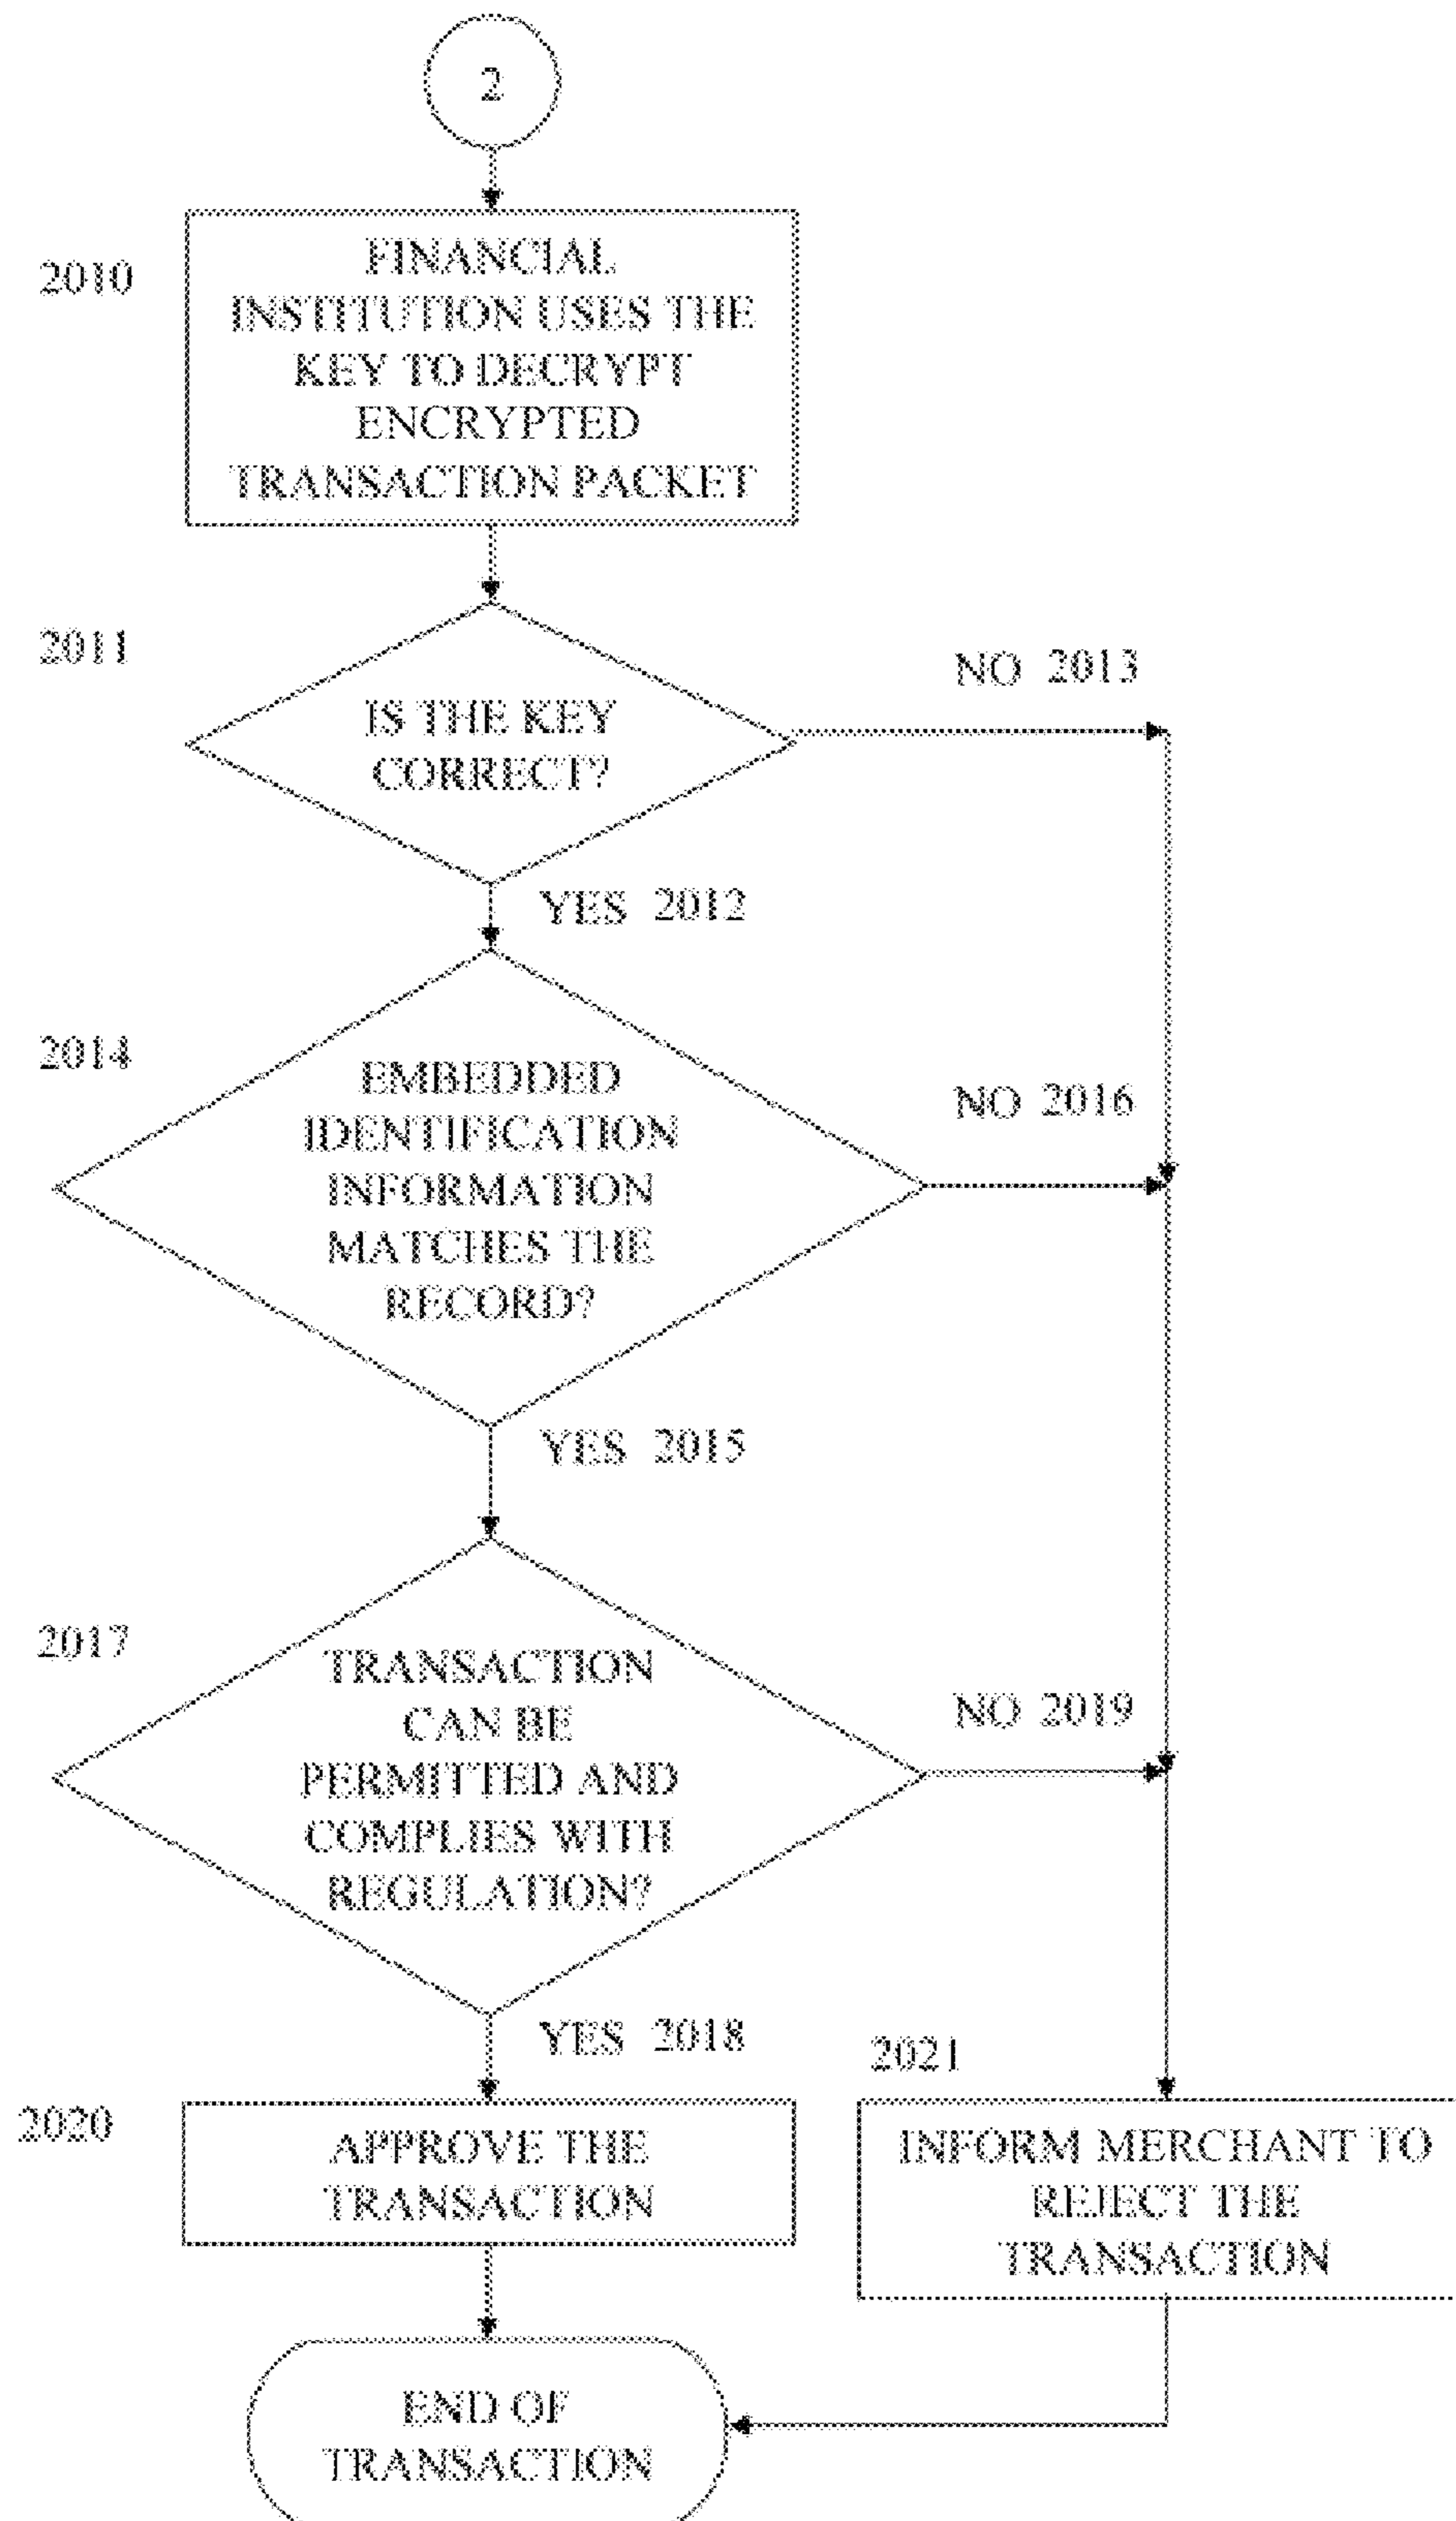 2
2010
FINANCIAL
INSTITUTION USES THE
KEY TO DECRYPT
ENCRYPTED
TRANSACTION PACKET
2011
IS THE KEY
CORRECT?
NO 2013
YES 2012
2014
EMBEDDED
IDENTIFICATION
INFORMATION
MATCHES THE
RECORD?
NO 2016
YES 2015
2017
TRANSACTION
CAN BE
PERMITTED AND
COMPLIES WITH
REGULATION?
NO 2019
YES 2018
2020
APPROVE THE
TRANSACTION
2021
INFORM MERCHANT TO
REJECT THE
TRANSACTION
END OF
TRANSACTION